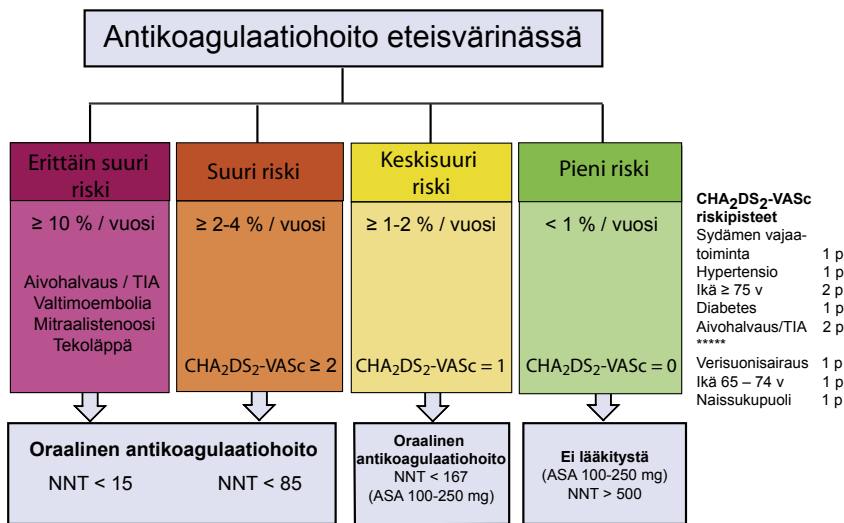 Antikoagulaatiohoito eteisvärinässä
Erittäin suuri
riski
≥ 10 % / vuosi
Aivohalvaus / TIA
Valtimoembolia
Mitraalistenoosi
Tekoläppä
Suuri riski
≥ 2-4 % / vuosi
CHA₂DS₂-VASc ≥ 2
Keskisuuri
riski
≥ 1-2 % / vuosi
CHA₂DS₂-VASc = 1
Pieni riski
< 1 % / vuosi
CHA₂DS₂-VASc =0
Oraalinen antikoagulaatiohoito
NNT < 15 NNT < 85
Oraalinen
antikoagulaatiohoito
NNT < 167
(ASA 100-250 mg)
Ei lääkitystä
(ASA 100-250 mg)
NNT > 500
CHA₂DS₂-VASc
riskipisteet
Sydämen vajaa-
toiminta 1 p
Hypertensio 1 p
Ikä ≥ 75 v 2 p
Diabetes 1 p
Aivohalvaus/TIA 2 p
*****
Verisuonisairaus 1 p
Ikä 65 – 74 v 1 p
Naissukupuoli 1 p